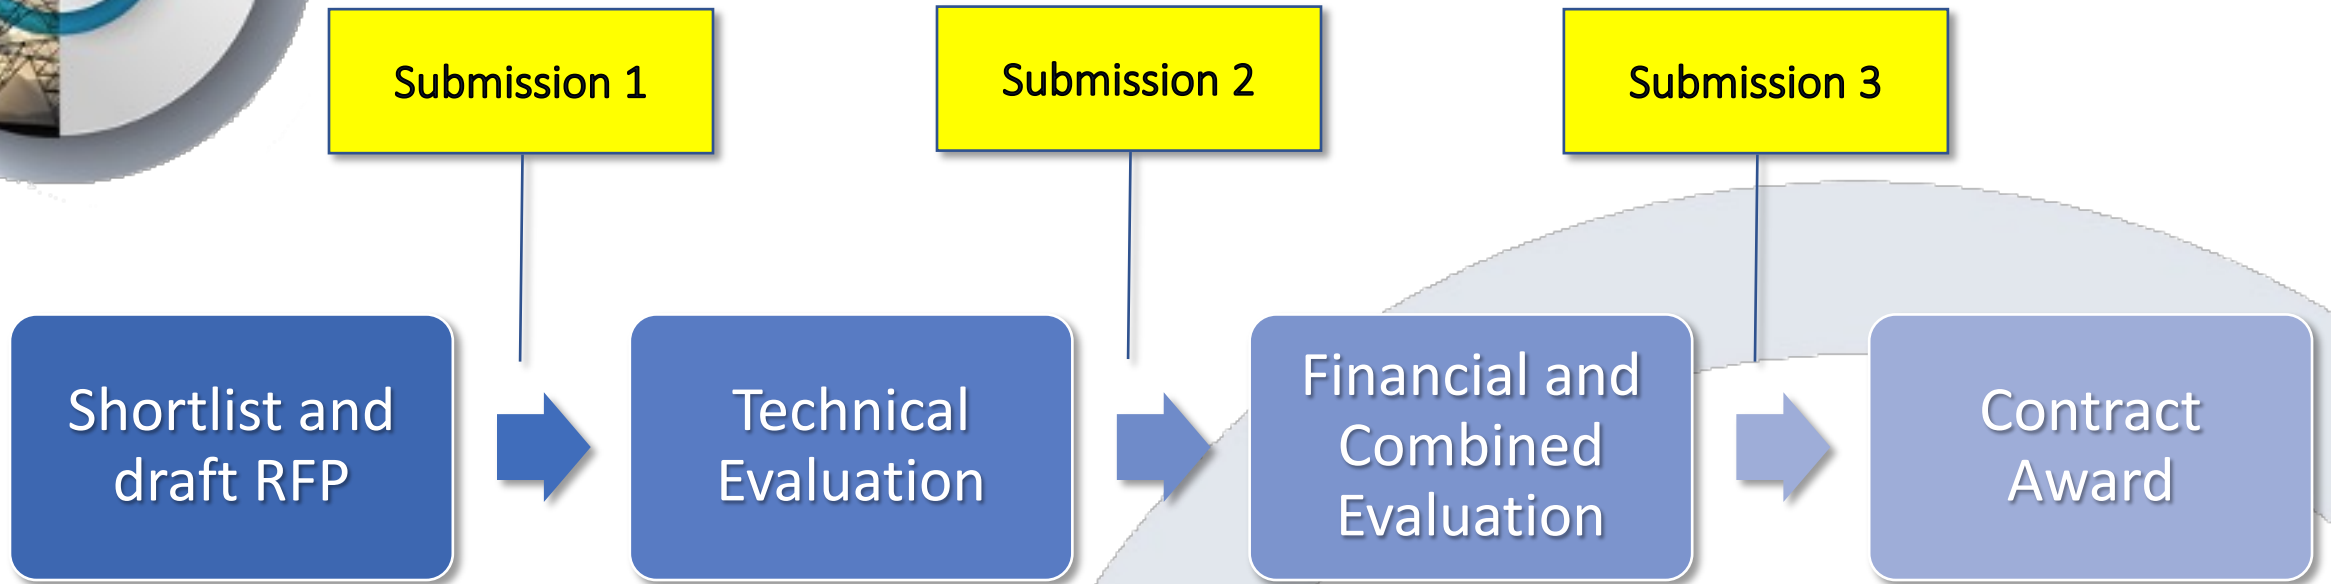 Submission 1
Submission 2
Submission 3
Shortlist and
draft RFP
Technical
Evaluation
Financial and
Combined
Evaluation
Contract
Award